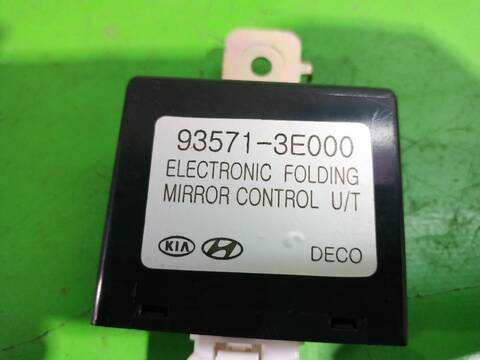 93571-3E000
ELECTRONIC FOLDING
MIRROR CONTROL U/T
KIA DECO